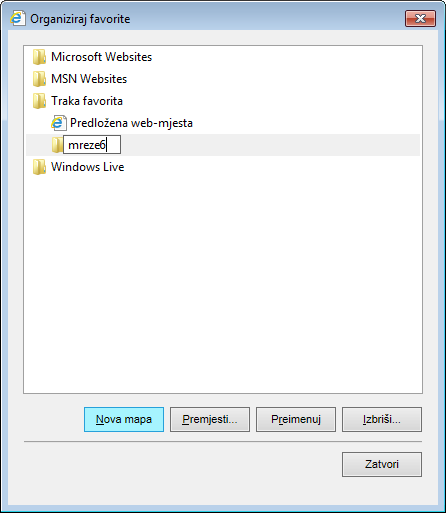 Organiziraj favorite
Microsoft Websites
MSN Websites
Traka favorita
Predložena web-mjesta
mreze6
Windows Live
Nova mapa
Premjesti...
Preimenuj
Izbriši...
Zatvori